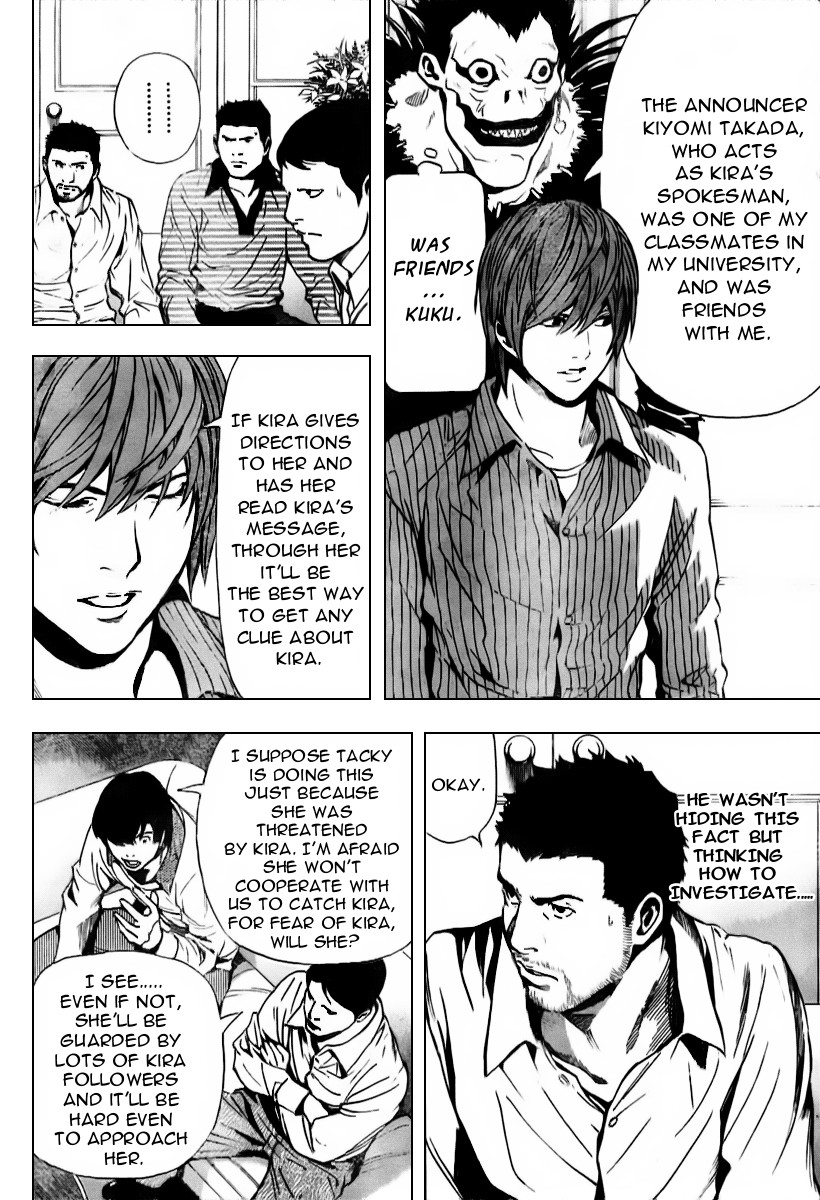 THE ANNOUNCER
KIYOMI TAKADA,
WHO ACTS
AS KIRA'S
SPOKESMAN,
WAS ONE OF MY
CLASSMATES IN
MY UNIVERSITY,
AND WAS
FRIENDS
WITH ME.
WAS
FRIENDS
...
KUKU.
.......
.......
IF KIRA GIVES
DIRECTIONS
TO HER AND
HAS HER
READ KIRA'S
MESSAGE,
THROUGH HER
IT'LL BE
THE BEST WAY
TO GET ANY
CLUE ABOUT
KIRA.
OKAY.
HE WASN'T
HIDING THIS
FACT BUT
THINKING
HOW TO
INVESTIGATE.....
I SUPPOSE TACKY
IS DOING THIS
JUST BECAUSE
SHE WAS
THREATENED
BY KIRA. I'M AFRAID
SHE WON'T
COOPERATE WITH
US TO CATCH KIRA,
FOR FEAR OF KIRA,
WILL SHE?
I SEE.....
EVEN IF NOT,
SHE'LL BE
GUARDED BY
LOTS OF KIRA
FOLLOWERS
AND IT'LL BE
HARD EVEN
TO APPROACH
HER.